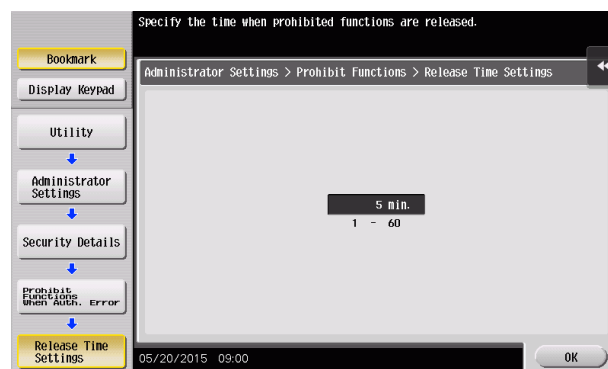 Specify the time when prohibited functions are released.
Bookmark
Display Keypad
Administrator Settings > Prohibit Functions > Release Time Settings
Utility
Administrator
Settings
Security Details
Prohibit
Functions
When Auth. Error
Release Time
Settings
5 min.
1 - 60
05/20/2015 09:00
OK